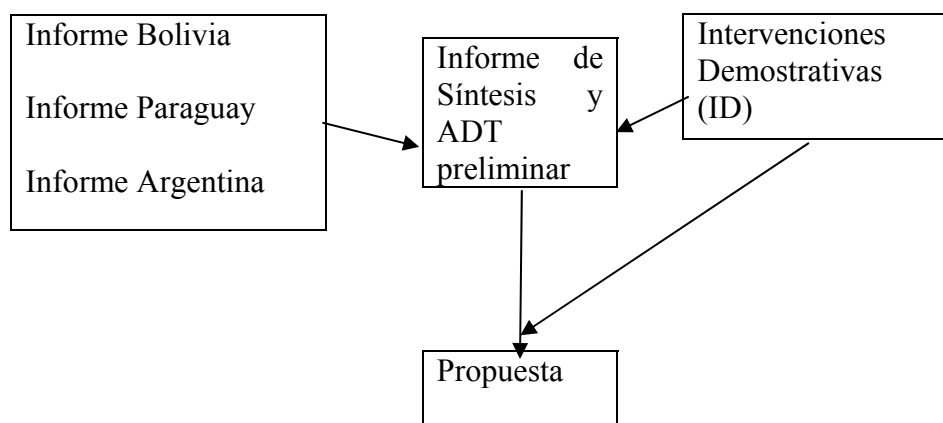 Informe Bolivia
Informe Paraguay
Informe Argentina
Informe de
Síntesis y
ADT
preliminar
Intervenciones
Demostrativas
(ID)
Propuesta